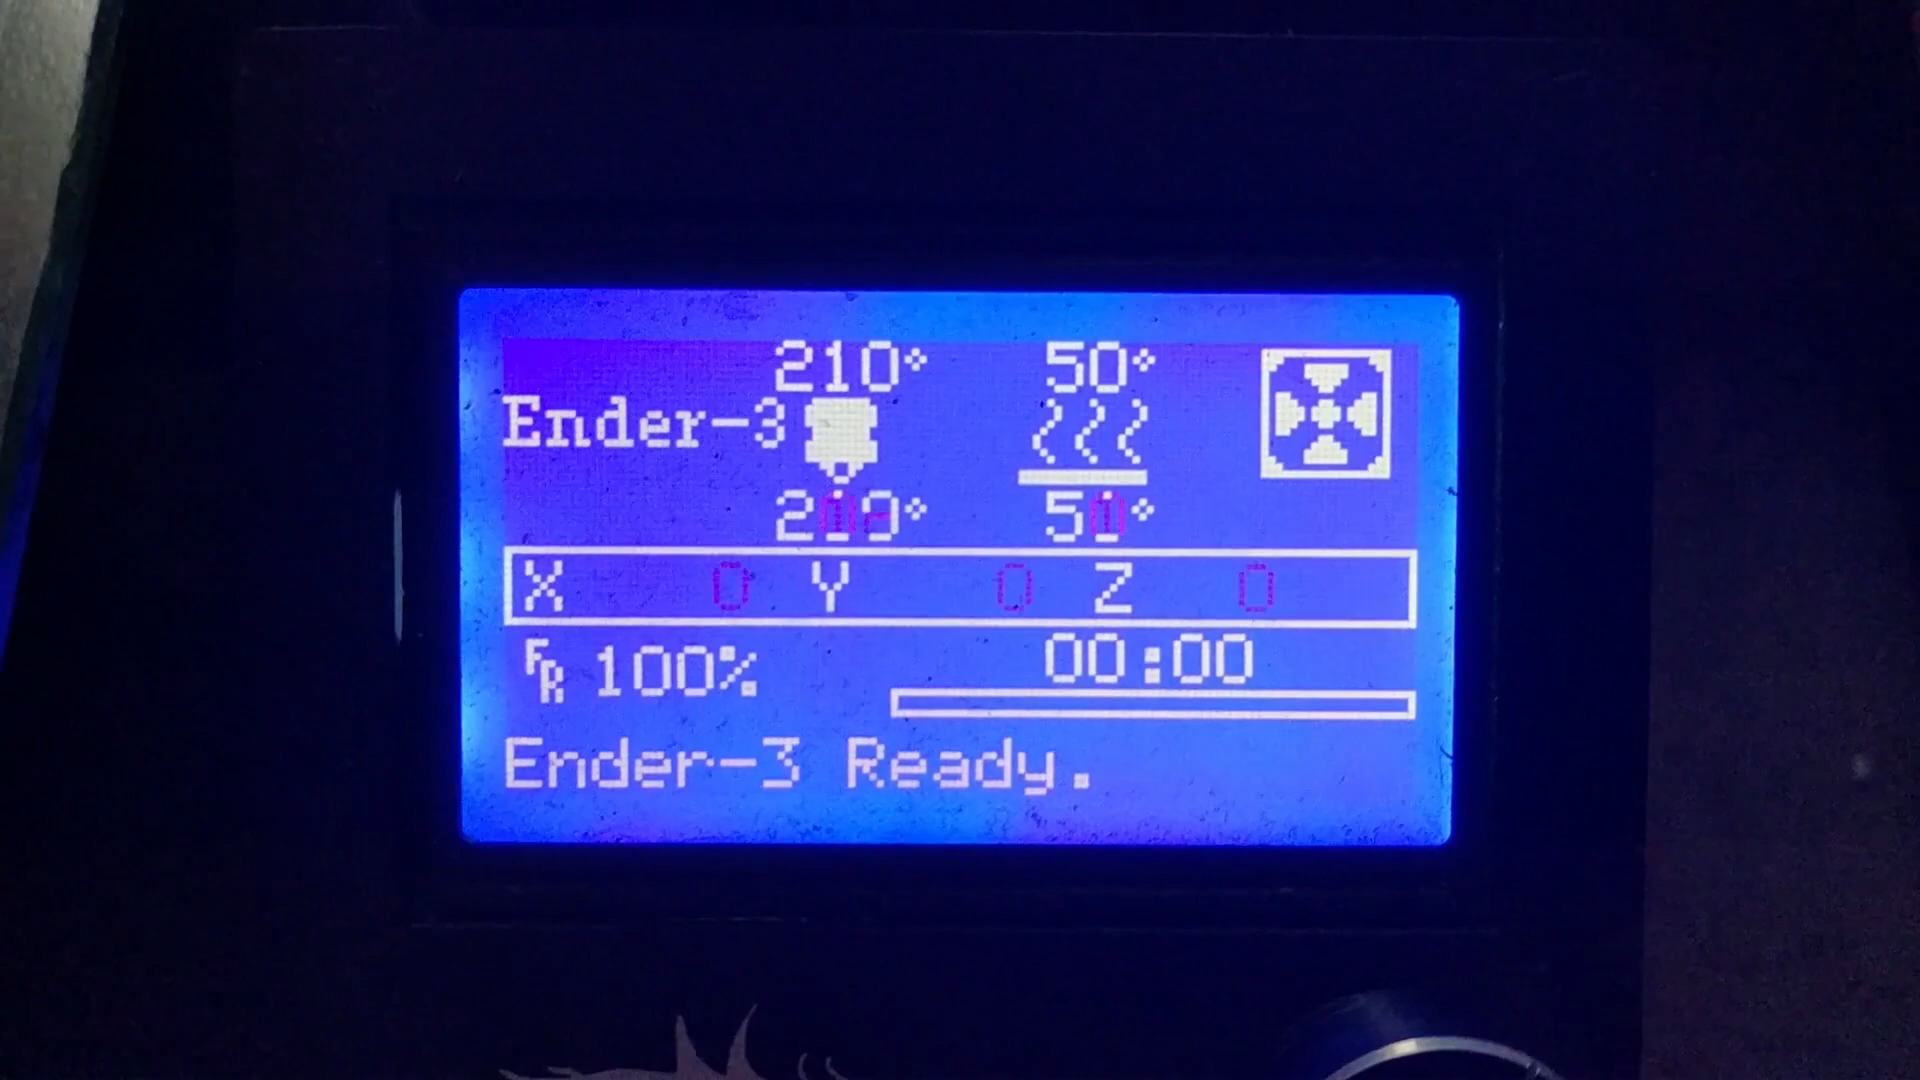 210° 50°
Ender-3
X Y Z
FR 100% 00:00
Ender-3 Ready.